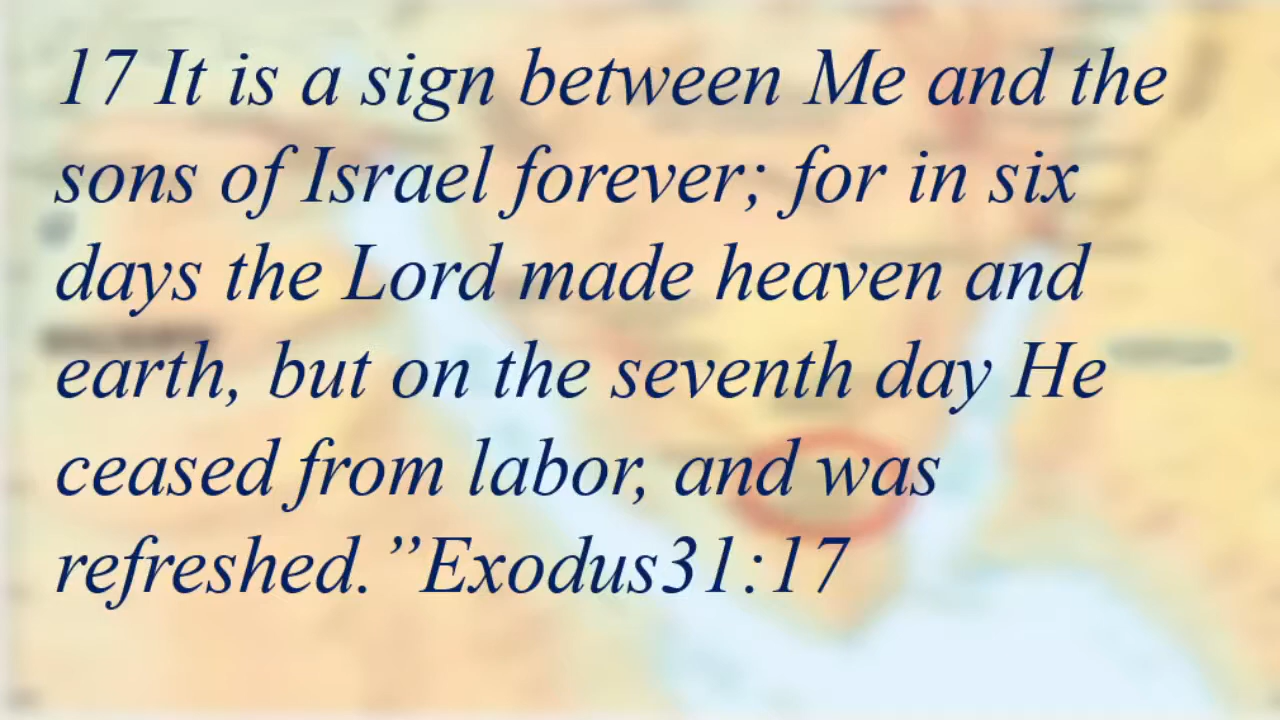 17 It is a sign between Me and the
sons of Israel forever; for in six
days the Lord made heaven and
earth, but on the seventh day He
ceased from labor, and was
refreshed.”Exodus31:17